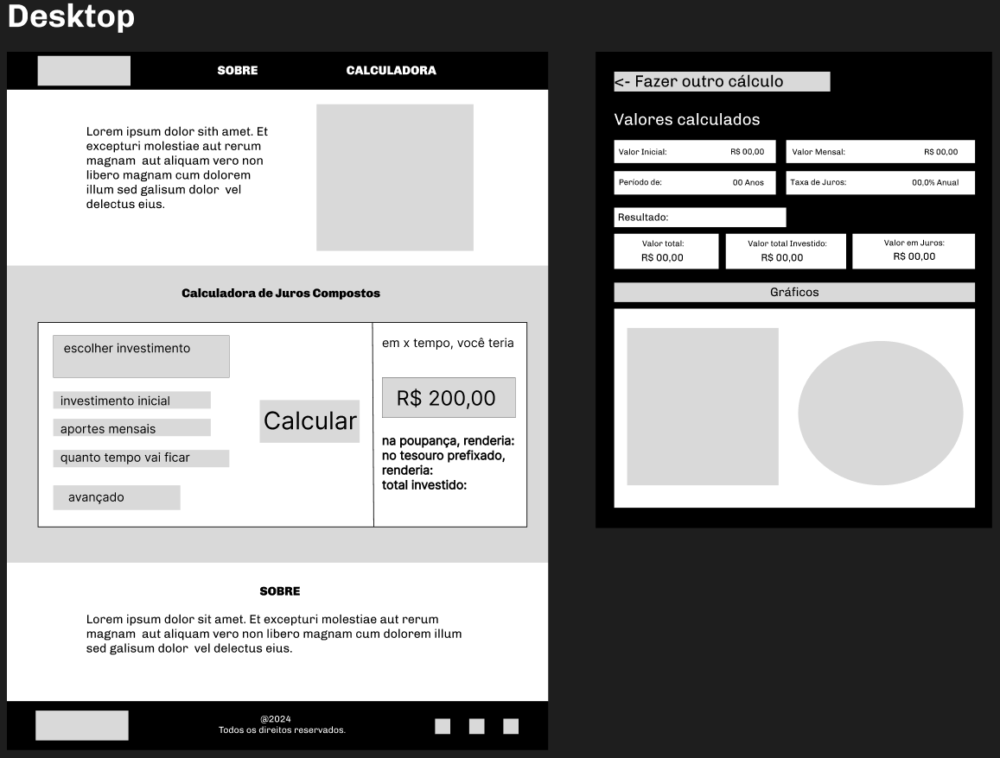 Desktop
SOBRE
CALCULADORA
Lorem ipsum dolor sith amet. Et
excepturi molestiae aut rerum
magnam aut aliquam vero non
libero magnam cum dolorem
illum sed galisum dolor vel
delectus eius.
Calculadora de Juros Compostos
escolher investimento
investimento inicial
aportes mensais
quanto tempo vai ficar
avançado
Calcular
em x tempo, você teria
R$ 200,00
na poupança, renderia:
no tesouro prefixado,
renderia:
total investido:
SOBRE
Lorem ipsum dolor sit amet. Et excepturi molestiae aut rerum
magnam aut aliquam vero non libero magnam cum dolorem illum
sed galisum dolor vel delectus eius.
@2024
Todos os direitos reservados.
<- Fazer outro cálculo
Valores calculados
Valor Inicial: R$ 00,00
Valor Mensal: R$ 00,00
Período de: 00 Anos
Taxa de Juros: 00,0% Anual
Resultado:
Valor total:
R$ 00,00
Valor total Investido:
R$ 00,00
Valor em Juros:
R$ 00,00
Gráficos